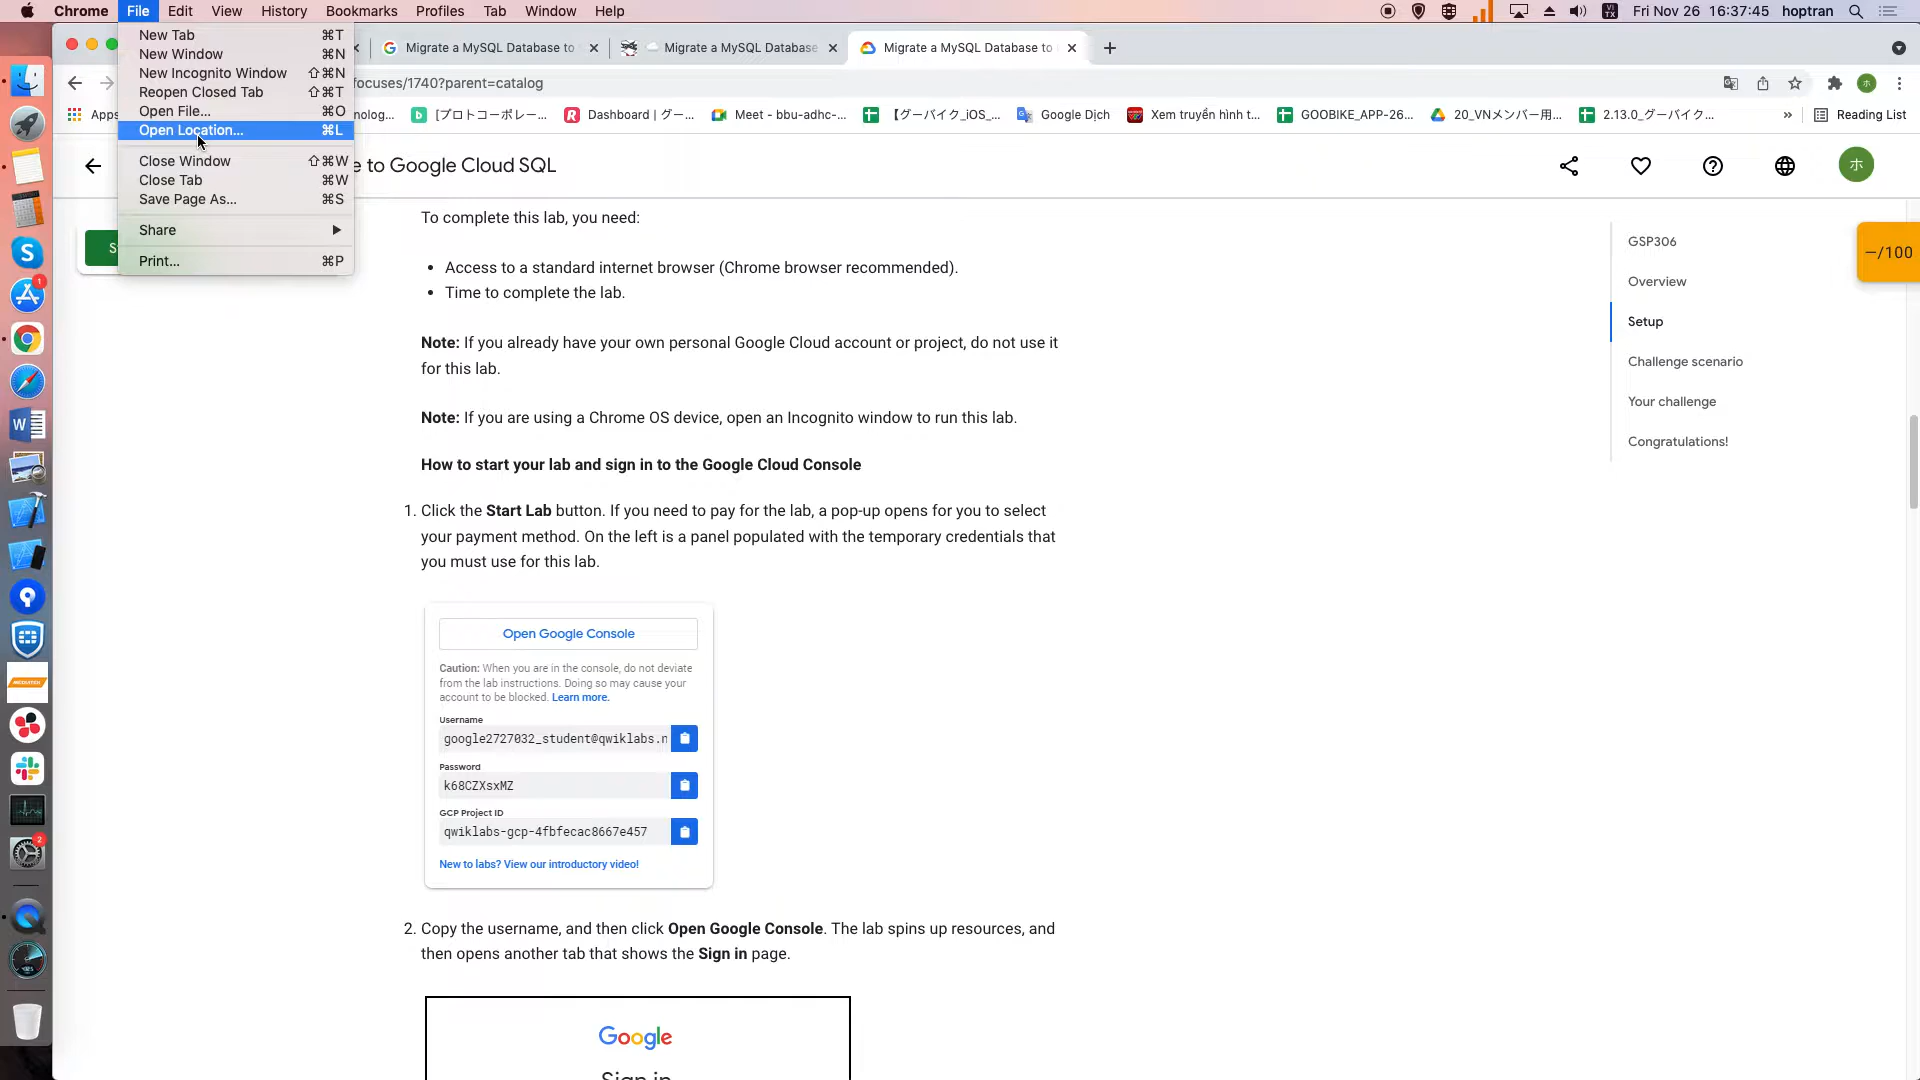 Chrome File Edit View History Bookmarks Profiles Tab Window Help
VI TX
Fri Nov 26 16:37:45 hoptran
New Tab ⌘T
New Window ⌘N
New Incognito Window ⇧⌘N
Reopen Closed Tab ⇧⌘T
Open File... ⌘O
Open Location... ⌘L
Close Window ⇧⌘W
Close Tab ⌘W
Save Page As... ⌘S
Share
Print... ⌘P
Migrate a MySQL Database to
Migrate a MySQL Database
Migrate a MySQL Database to
ocuses/1740?parent=catalog
Apps
nolog...
[プロトコーポレー...
Dashboard | グー...
Meet - bbu-adhc-...
【グーバイク_iOS_...
Google Dịch
Xem truyền hình t...
GOOBIKE_APP-26...
20_VNメンバー用...
2.13.0_グーバイク...
»
Reading List
e to Google Cloud SQL
ホ
S
—/100
To complete this lab, you need:
• Access to a standard internet browser (Chrome browser recommended).
• Time to complete the lab.
Note: If you already have your own personal Google Cloud account or project, do not use it
for this lab.
Note: If you are using a Chrome OS device, open an Incognito window to run this lab.
How to start your lab and sign in to the Google Cloud Console
1. Click the Start Lab button. If you need to pay for the lab, a pop-up opens for you to select
your payment method. On the left is a panel populated with the temporary credentials that
you must use for this lab.
Open Google Console
Caution: When you are in the console, do not deviate
from the lab instructions. Doing so may cause your
account to be blocked. Learn more.
Username
google2727032_student@qwiklabs.n
Password
k68CZXsxMZ
GCP Project ID
qwiklabs-gcp-4fbfecac8667e457
New to labs? View our introductory video!
2. Copy the username, and then click Open Google Console. The lab spins up resources, and
then opens another tab that shows the Sign in page.
Google
Sign in
GSP306
Overview
Setup
Challenge scenario
Your challenge
Congratulations!
1
2